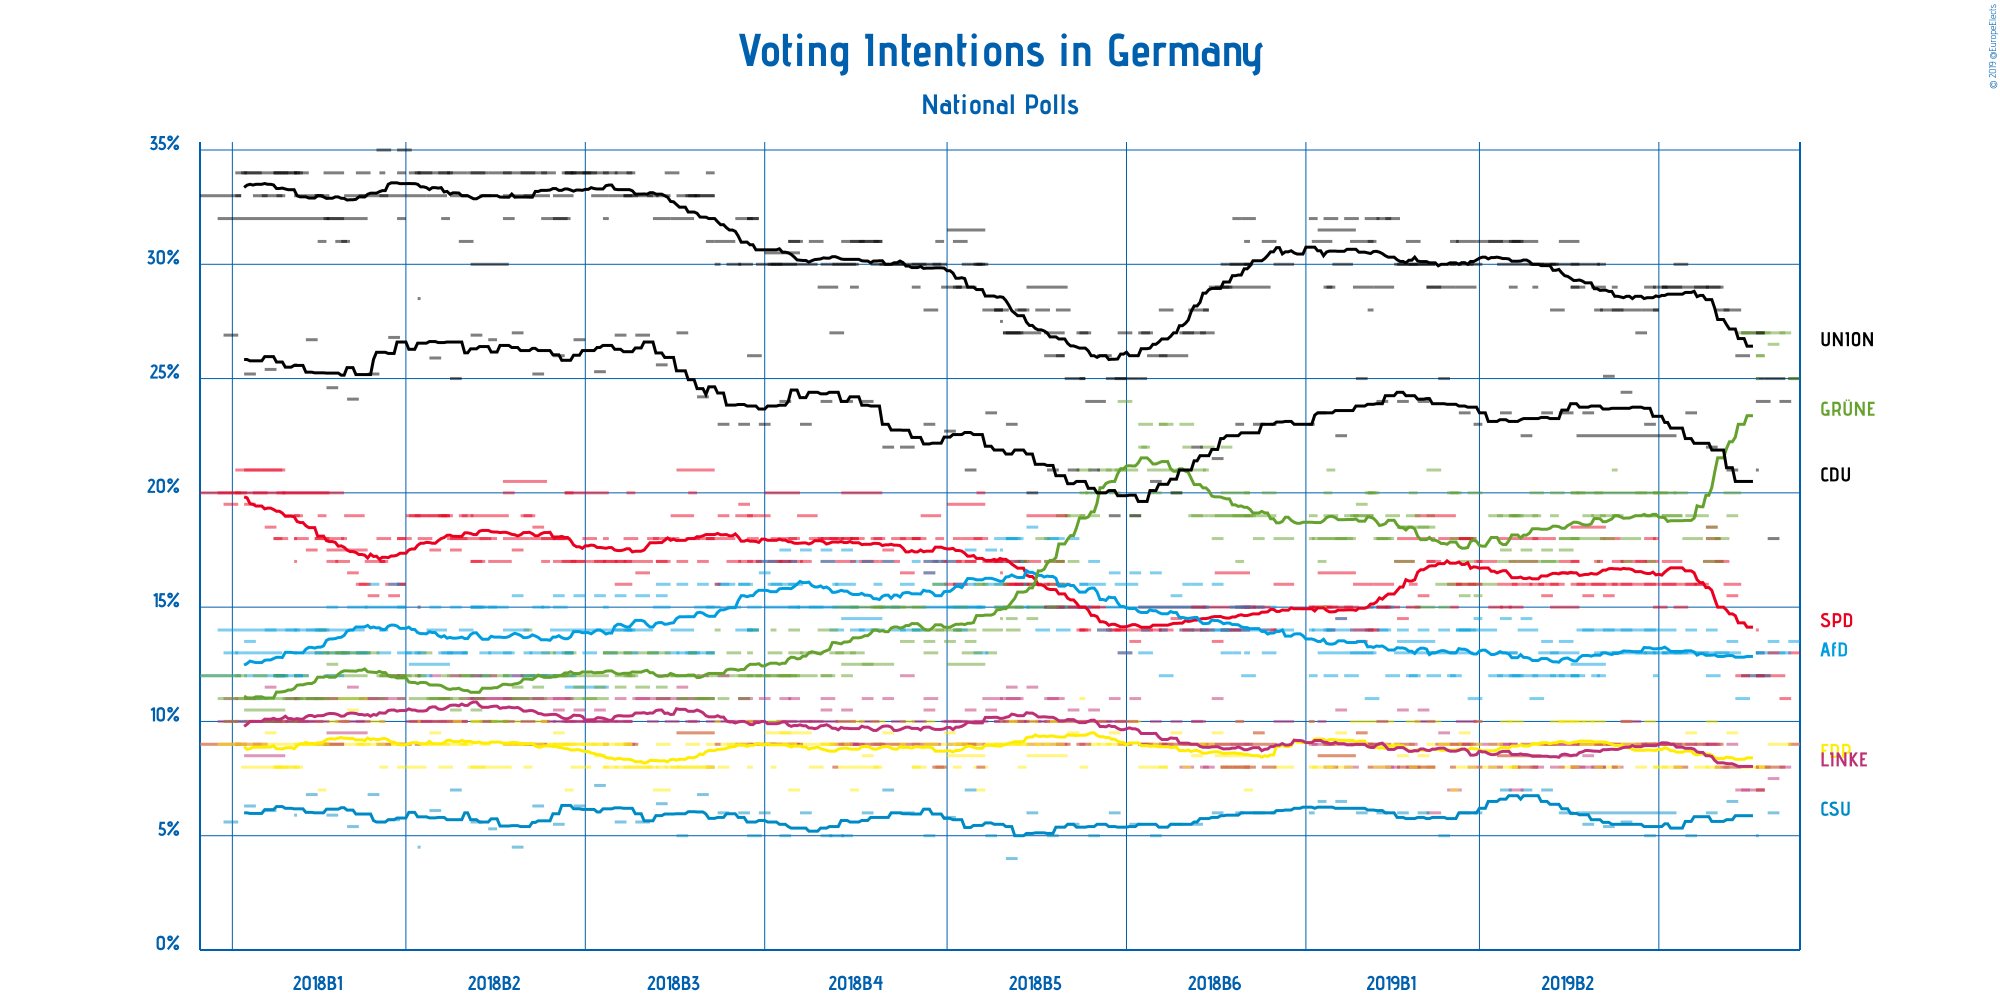 © 2019 @EuropeElects
Voting Intentions in Germany
National Polls
35%
30%
25%
20%
15%
10%
5%
0%
UNION
GRÜNE
CDU
SPD
AfD
FDP
LINKE
CSU
2018B1
2018B2
2018B3
2018B4
2018B5
2018B6
2019B1
2019B2